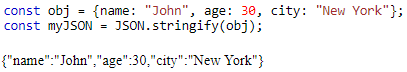 const obj = {name: "John", age: 30, city: "New York"};
const myJSON = JSON.stringify(obj);
{"name":"John","age":30,"city":"New York"}